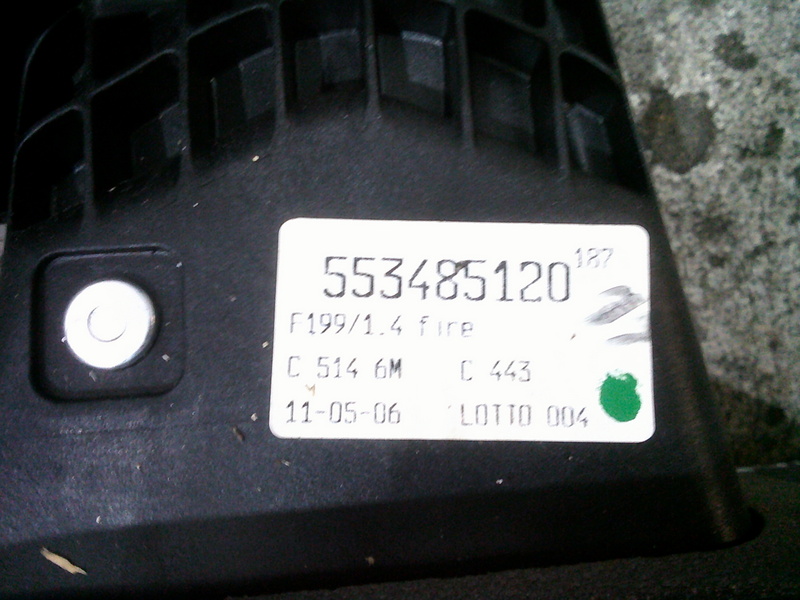 553485120 187
F199/1.4 fire
C 514 6M C 443
11-05-06 LOTTO 004